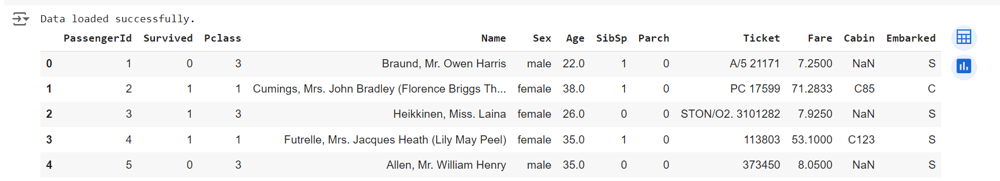 Data loaded successfully.
PassengerId Survived Pclass Name Sex Age SibSp Parch Ticket Fare Cabin Embarked
0 1 0 3 Braund, Mr. Owen Harris male 22.0 1 0 A/5 21171 7.2500 NaN S
1 2 1 1 Cumings, Mrs. John Bradley (Florence Briggs Th... female 38.0 1 0 PC 17599 71.2833 C85 C
2 3 1 3 Heikkinen, Miss. Laina female 26.0 0 0 STON/O2. 3101282 7.9250 NaN S
3 4 1 1 Futrelle, Mrs. Jacques Heath (Lily May Peel) female 35.0 1 0 113803 53.1000 C123 S
4 5 0 3 Allen, Mr. William Henry male 35.0 0 0 373450 8.0500 NaN S